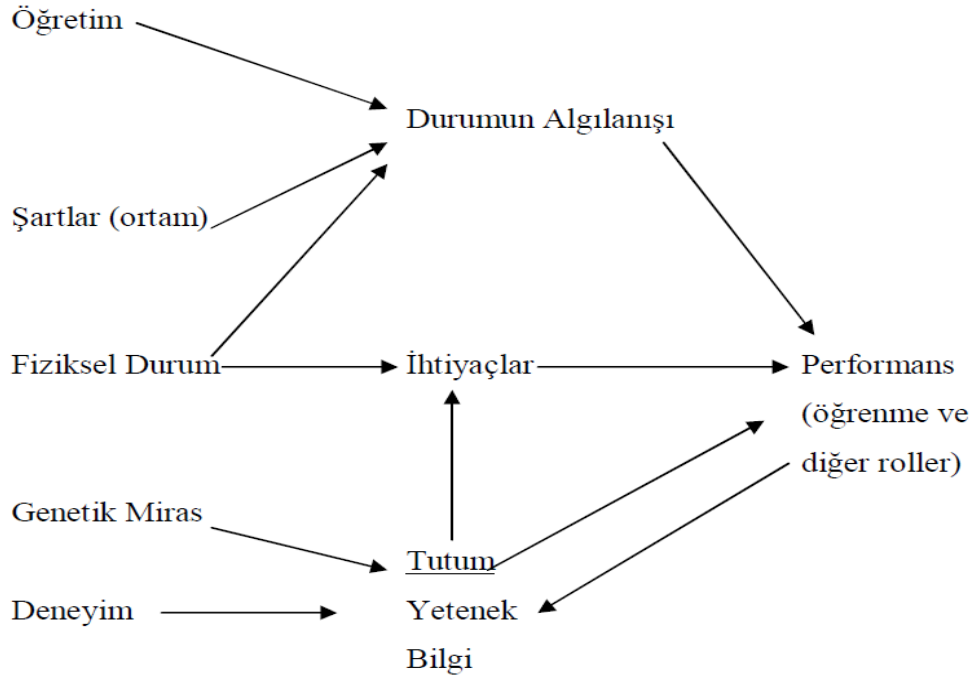 Öğretim
Durumun Algılanışı
Şartlar (ortam)
Fiziksel Durum
İhtiyaçlar
Performans
(öğrenme ve
diğer roller)
Genetik Miras
Tutum
Deneyim
Yetenek
Bilgi